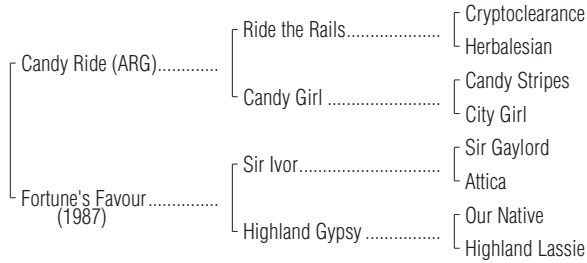 Cryptoclearance
Ride the Rails....................
Herbalesian
Candy Ride (ARG).............
Candy Stripes
Candy Girl ........................
City Girl
Sir Gaylord
Sir Ivor..............................
Attica
Fortune's Favour...............
(1987)
Our Native
Highland Gypsy ................
Highland Lassie